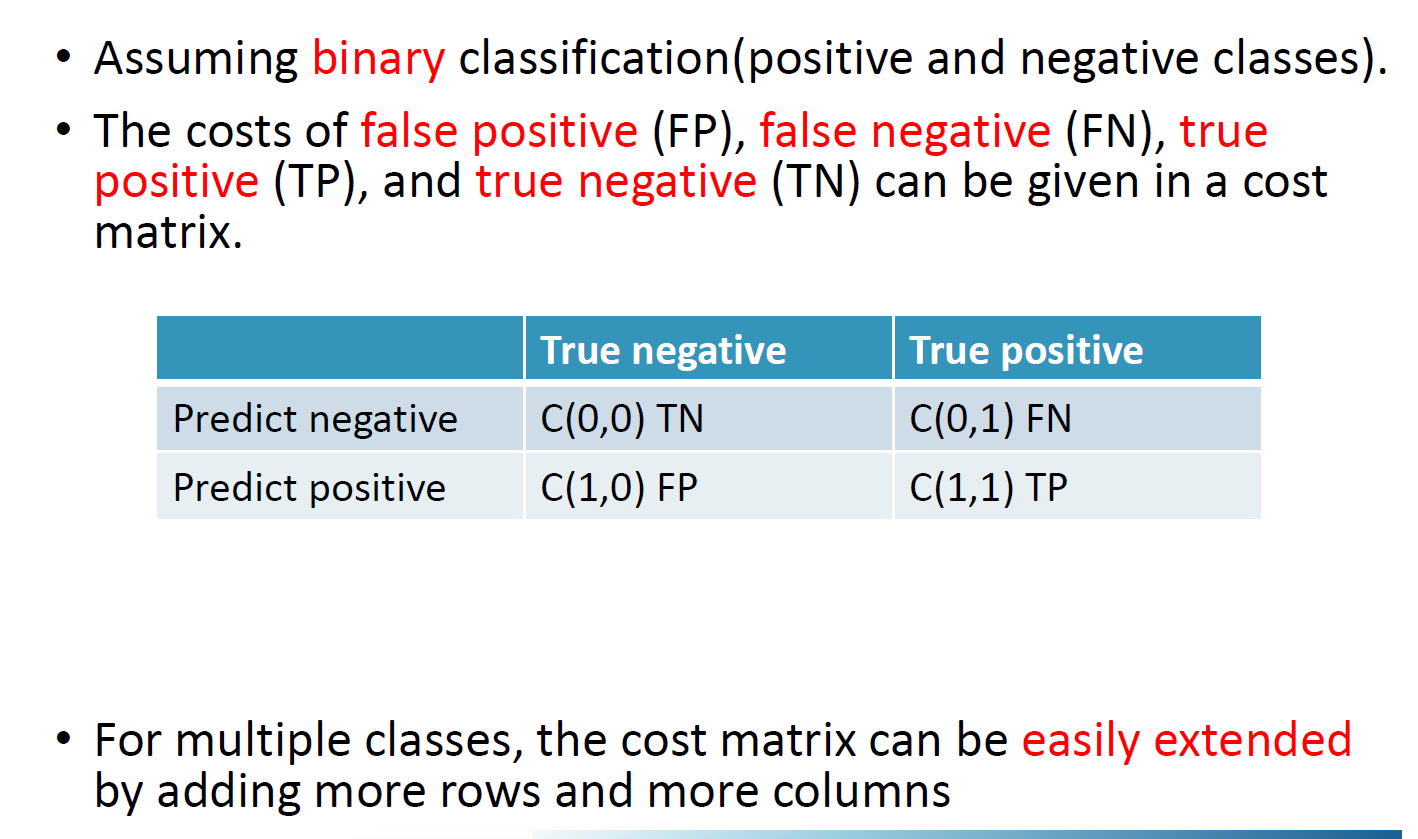 • Assuming binary classification(positive and negative classes).
• The costs of false positive (FP), false negative (FN), true
positive (TP), and true negative (TN) can be given in a cost
matrix.
True negative True positive
Predict negative C(0,0) TN C(0,1) FN
Predict positive C(1,0) FP C(1,1) TP
• For multiple classes, the cost matrix can be easily extended
by adding more rows and more columns